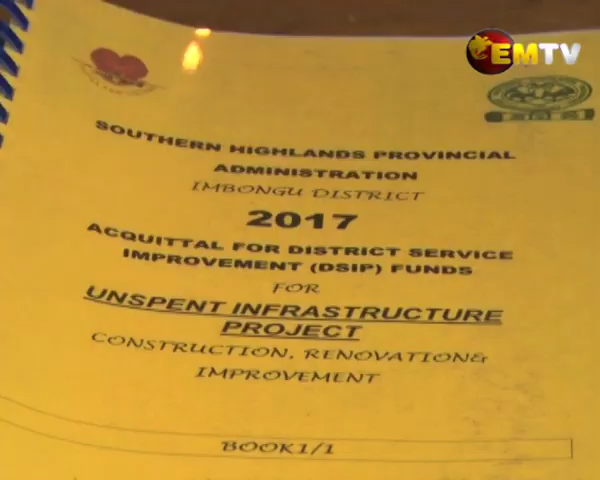 EMTV
SOUTHERN HIGHLANDS PROVINCIAL
ADMINISTRATION
IMBONGU DISTRICT
2017
ACQUITTAL FOR DISTRICT SERVICE
IMPROVEMENT (DSIP) FUNDS
FOR
UNSPENT INFRASTRUCTURE
PROJECT
CONSTRUCTION, RENOVATION&
IMPROVEMENT
BOOK1/1